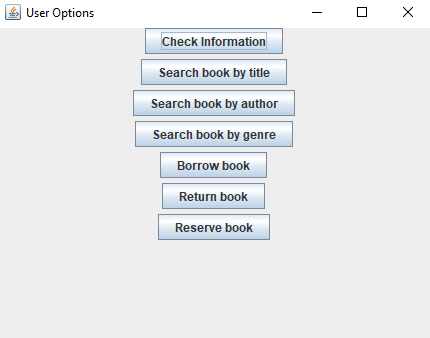 User Options
Check Information
Search book by title
Search book by author
Search book by genre
Borrow book
Return book
Reserve book